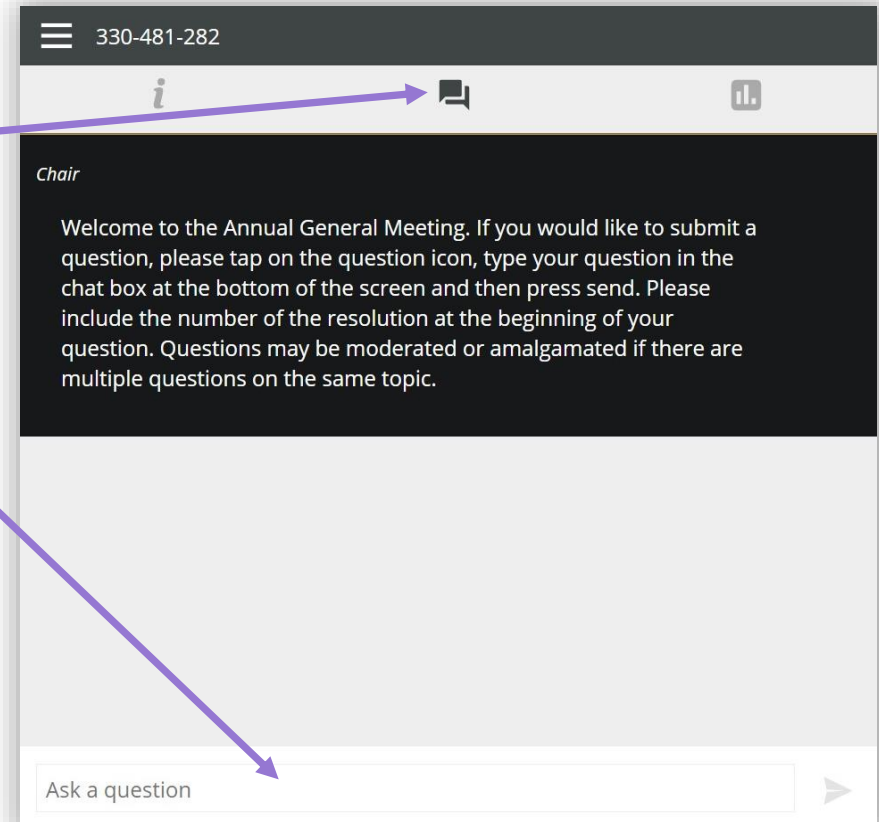 330-481-282
Chair
Welcome to the Annual General Meeting. If you would like to submit a
question, please tap on the question icon, type your question in the
chat box at the bottom of the screen and then press send. Please
include the number of the resolution at the beginning of your
question. Questions may be moderated or amalgamated if there are
multiple questions on the same topic.
Ask a question